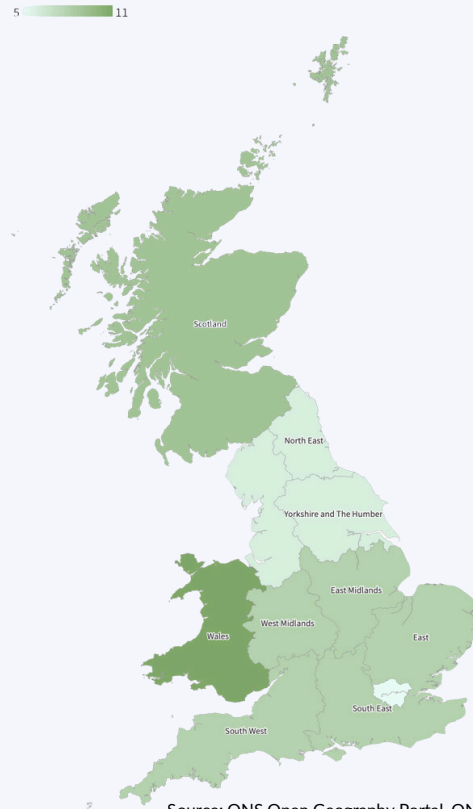 5 11
Scotland
North East
Yorkshire and The Humber
East Midlands
West Midlands
Wales
East
South East
South West
Source: ONS Open Geography Portal,